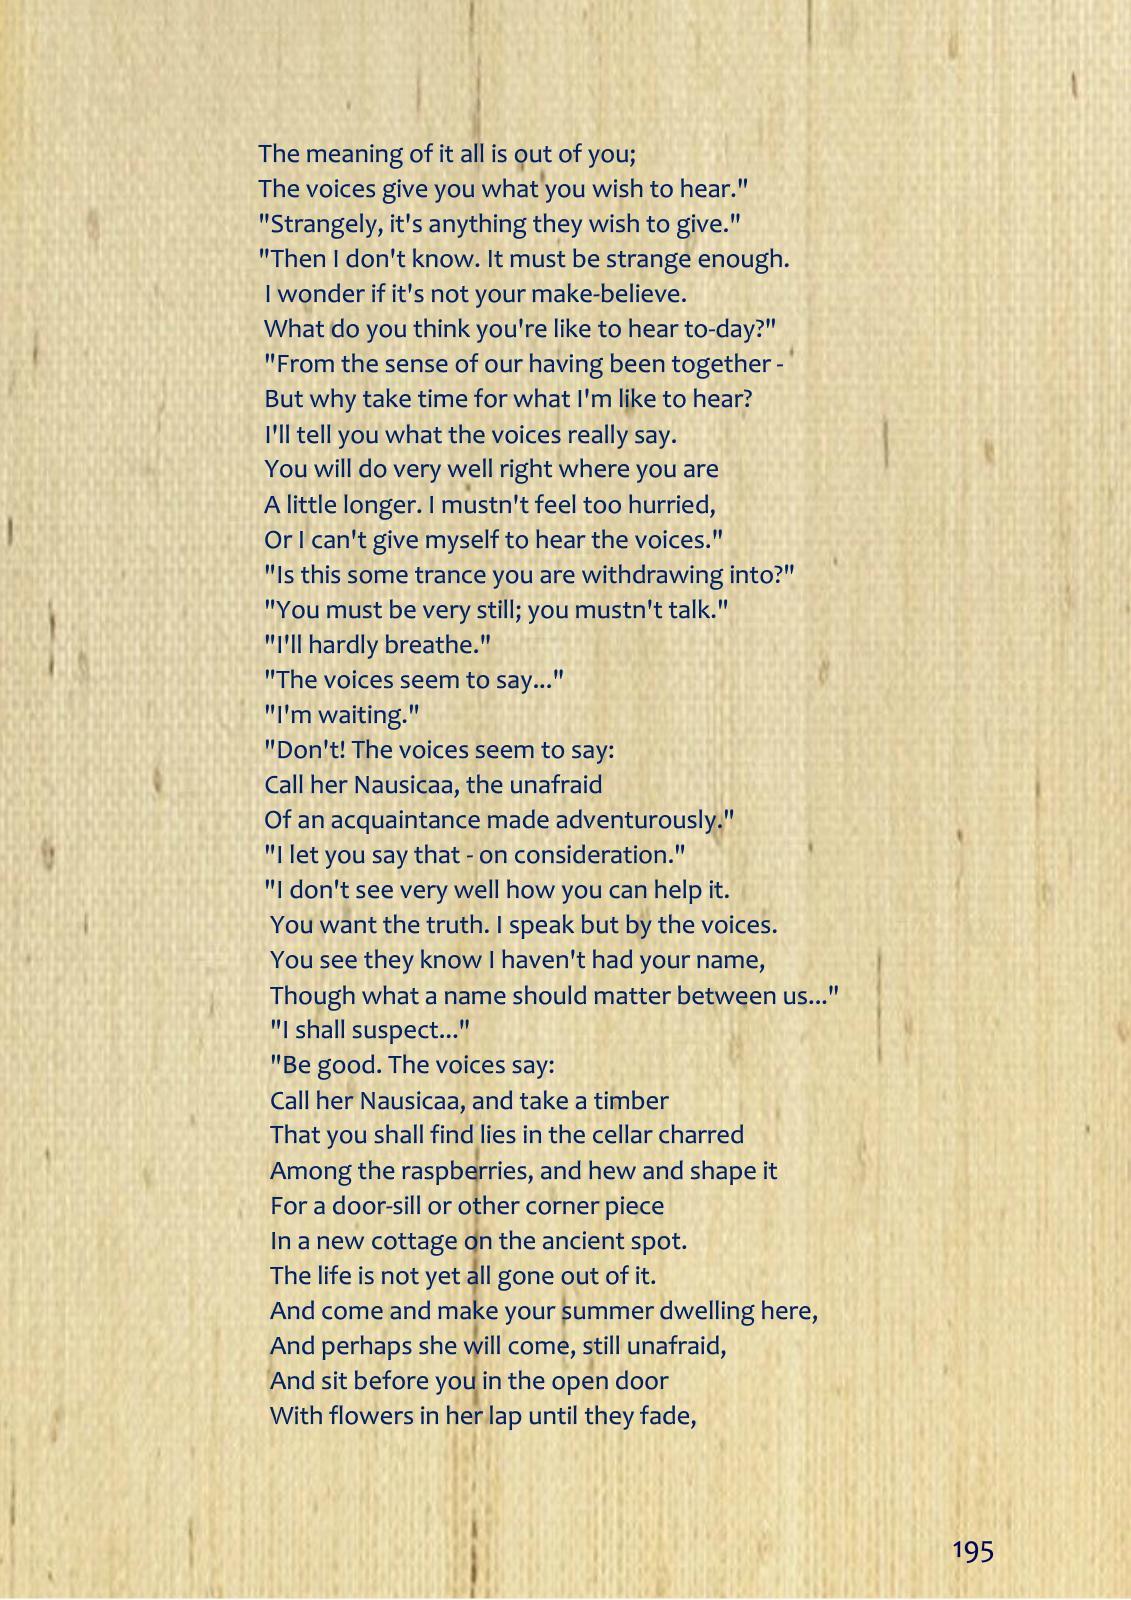 The meaning of it all is out of you;
The voices give you what you wish to hear."
"Strangely, it's anything they wish to give."
"Then I don't know. It must be strange enough.
I wonder if it's not your make-believe.
What do you think you're like to hear to-day?"
"From the sense of our having been together -
But why take time for what I'm like to hear?
I'll tell you what the voices really say.
You will do very well right where you are
A little longer. I mustn't feel too hurried,
Or I can't give myself to hear the voices."
"Is this some trance you are withdrawing into?"
"You must be very still; you mustn't talk."
"I'll hardly breathe."
"The voices seem to say..."
"I'm waiting."
"Don't! The voices seem to say:
Call her Nausicaa, the unafraid
Of an acquaintance made adventurously."
"I let you say that - on consideration."
"I don't see very well how you can help it.
You want the truth. I speak but by the voices.
You see they know I haven't had your name,
Though what a name should matter between us..."
"I shall suspect..."
"Be good. The voices say:
Call her Nausicaa, and take a timber
That you shall find lies in the cellar charred
Among the raspberries, and hew and shape it
For a door-sill or other corner piece
In a new cottage on the ancient spot.
The life is not yet all gone out of it.
And come and make your summer dwelling here,
And perhaps she will come, still unafraid,
And sit before you in the open door
With flowers in her lap until they fade,
195